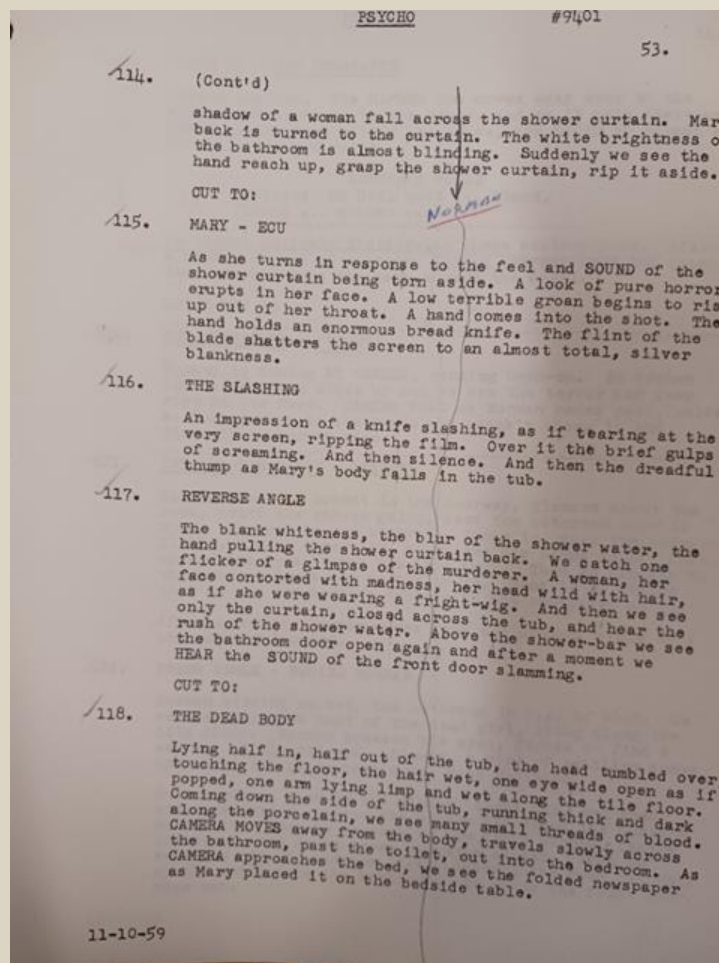 PSYCHO #9401
53.
114. (Cont'd)
shadow of a woman fall across the shower curtain. Mar
back is turned to the curtain. The white brightness o
the bathroom is almost blinding. Suddenly we see the
hand reach up, grasp the shower curtain, rip it aside.
CUT TO:
NORMAN
115. MARY - ECU
As she turns in response to the feel and SOUND of the
shower curtain being torn aside. A look of pure horror
erupts in her face. A low terrible groan begins to ris
up out of her throat. A hand comes into the shot. The
hand holds an enormous bread knife. The flint of the
blade shatters the screen to an almost total, silver
blankness.
116. THE SLASHING
An impression of a knife slashing, as if tearing at the
very screen, ripping the film. Over it the brief gulps
of screaming. And then silence. And then the dreadful
thump as Mary's body falls in the tub.
117. REVERSE ANGLE
The blank whiteness, the blur of the shower water, the
hand pulling the shower curtain back. We catch one
flicker of a glimpse of the murderer. A woman, her
face contorted with madness, her head wild with hair,
as if she were wearing a fright-wig. And then we see
only the curtain, closed across the tub, and hear the
rush of the shower water. Above the shower-bar we see
the bathroom door open again and after a moment we
HEAR the SOUND of the front door slamming.
CUT TO:
118. THE DEAD BODY
Lying half in, half out of the tub, the head tumbled over
touching the floor, the hair wet, one eye wide open as if
popped, one arm lying limp and wet along the tile floor.
Coming down the side of the tub, running thick and dark
along the porcelain, we see many small threads of blood.
CAMERA MOVES away from the body, travels slowly across
the bathroom, past the toilet, out into the bedroom. As
CAMERA approaches the bed, we see the folded newspaper
as Mary placed it on the bedside table.
11-10-59